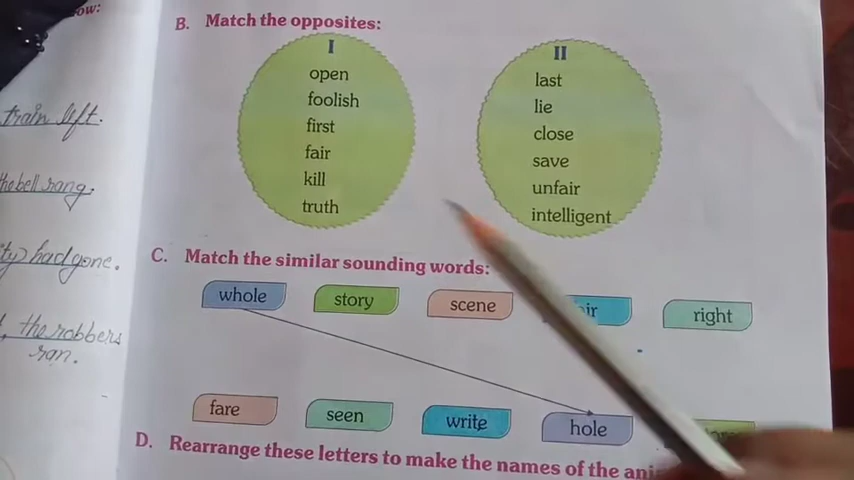 ow:
train left.
the bell rang.
ity) had gone.
the robbers
ran.
B. Match the opposites:
I
open
foolish
first
fair
kill
truth
II
last
lie
close
save
unfair
intelligent
C. Match the similar sounding words:
whole story scene ir right
fare seen write hole
D. Rearrange these letters to make the names of the ani